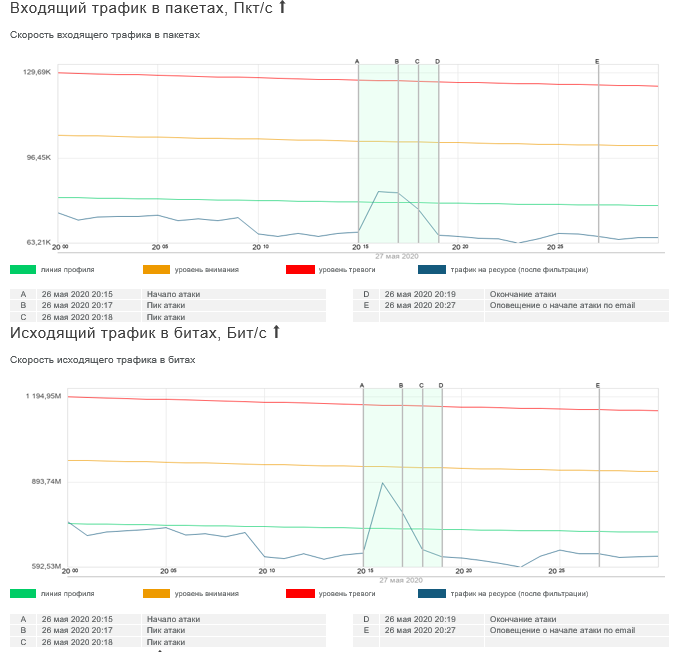 Входящий трафик в пакетах, Пкт/с ⬆
Скорость входящего трафика в пакетах
A B C D E
129,69K
96,45K
63,21K
20 00 20 05 20 10 20 15 20 20 20 25
27 мая 2020
линия профиля уровень внимания уровень тревоги трафик на ресурсе (после фильтрации)
A 26 мая 2020 20:15 Начало атаки D 26 мая 2020 20:19 Окончание атаки
B 26 мая 2020 20:17 Пик атаки E 26 мая 2020 20:27 Оповещение о начале атаки по email
C 26 мая 2020 20:18 Пик атаки
Исходящий трафик в битах, Бит/с ⬆
Скорость исходящего трафика в битах
A B C D E
1 194,95M
893,74M
592,53M
20 00 20 05 20 10 20 15 20 20 20 25
27 мая 2020
линия профиля уровень внимания уровень тревоги трафик на ресурсе (после фильтрации)
A 26 мая 2020 20:15 Начало атаки D 26 мая 2020 20:19 Окончание атаки
B 26 мая 2020 20:17 Пик атаки E 26 мая 2020 20:27 Оповещение о начале атаки по email
C 26 мая 2020 20:18 Пик атаки